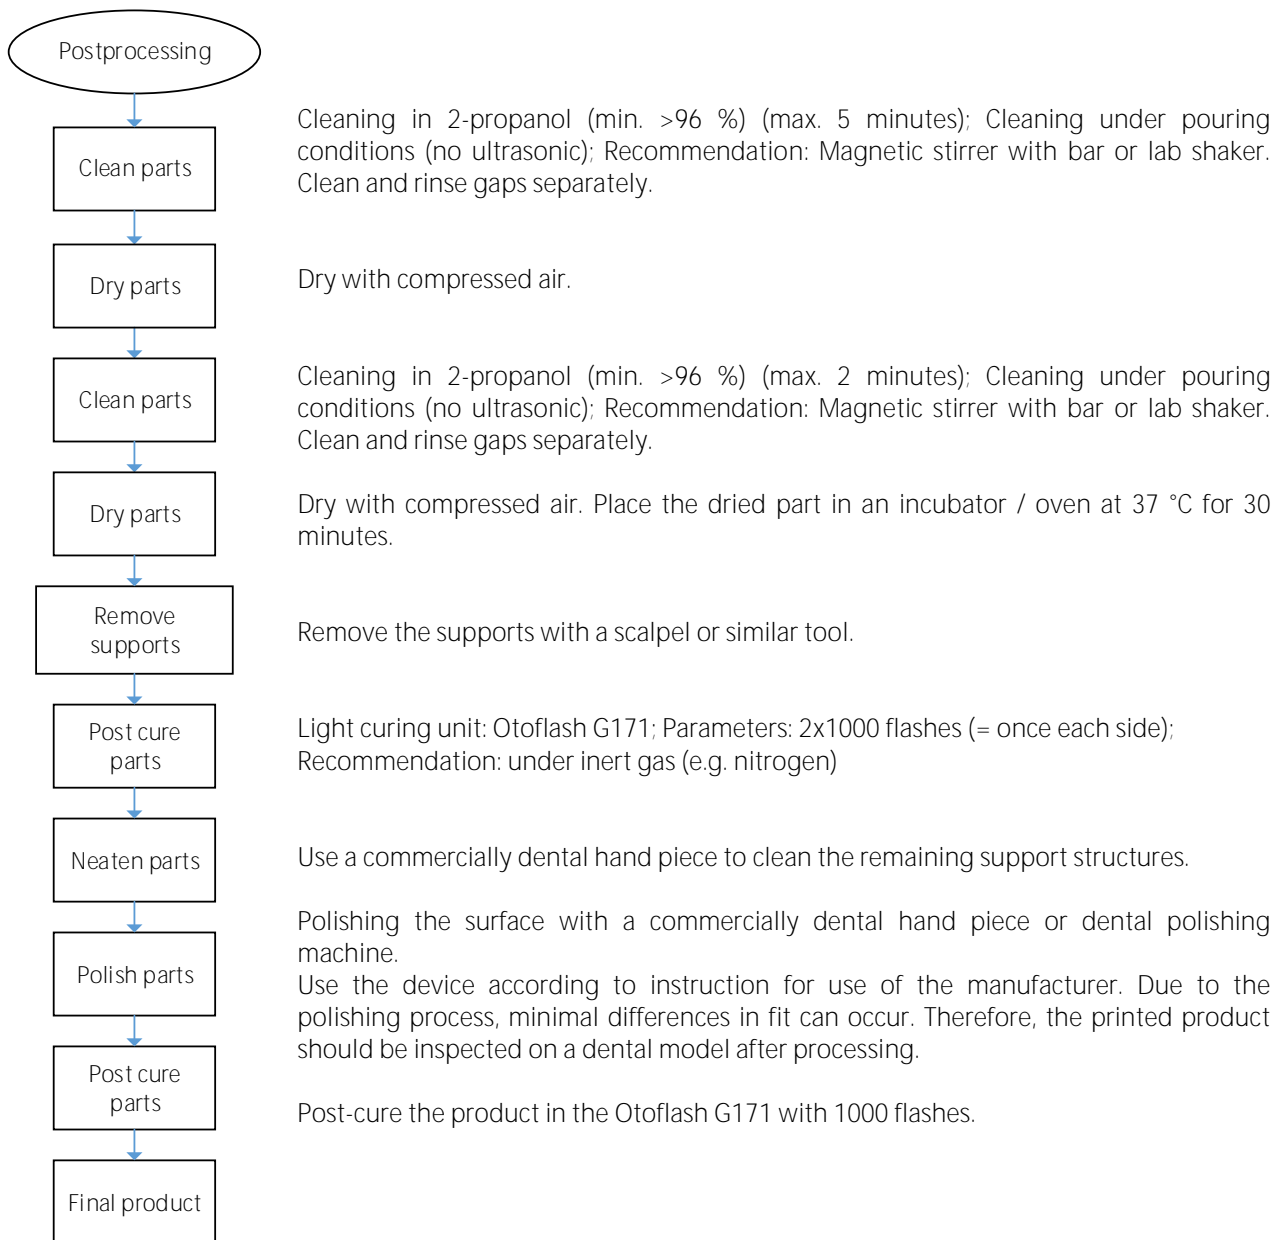 Postprocessing
Clean parts
Cleaning in 2-propanol (min. >96 %) (max. 5 minutes); Cleaning under pouring
conditions (no ultrasonic); Recommendation: Magnetic stirrer with bar or lab shaker.
Clean and rinse gaps separately.
Dry parts
Dry with compressed air.
Clean parts
Cleaning in 2-propanol (min. >96 %) (max. 2 minutes); Cleaning under pouring
conditions (no ultrasonic); Recommendation: Magnetic stirrer with bar or lab shaker.
Clean and rinse gaps separately.
Dry parts
Dry with compressed air. Place the dried part in an incubator / oven at 37 °C for 30
minutes.
Remove
supports
Remove the supports with a scalpel or similar tool.
Post cure
parts
Light curing unit: Otoflash G171; Parameters: 2x1000 flashes (= once each side);
Recommendation: under inert gas (e.g. nitrogen)
Neaten parts
Use a commercially dental hand piece to clean the remaining support structures.
Polish parts
Polishing the surface with a commercially dental hand piece or dental polishing
machine.
Use the device according to instruction for use of the manufacturer. Due to the
polishing process, minimal differences in fit can occur. Therefore, the printed product
should be inspected on a dental model after processing.
Post cure
parts
Post-cure the product in the Otoflash G171 with 1000 flashes.
Final product